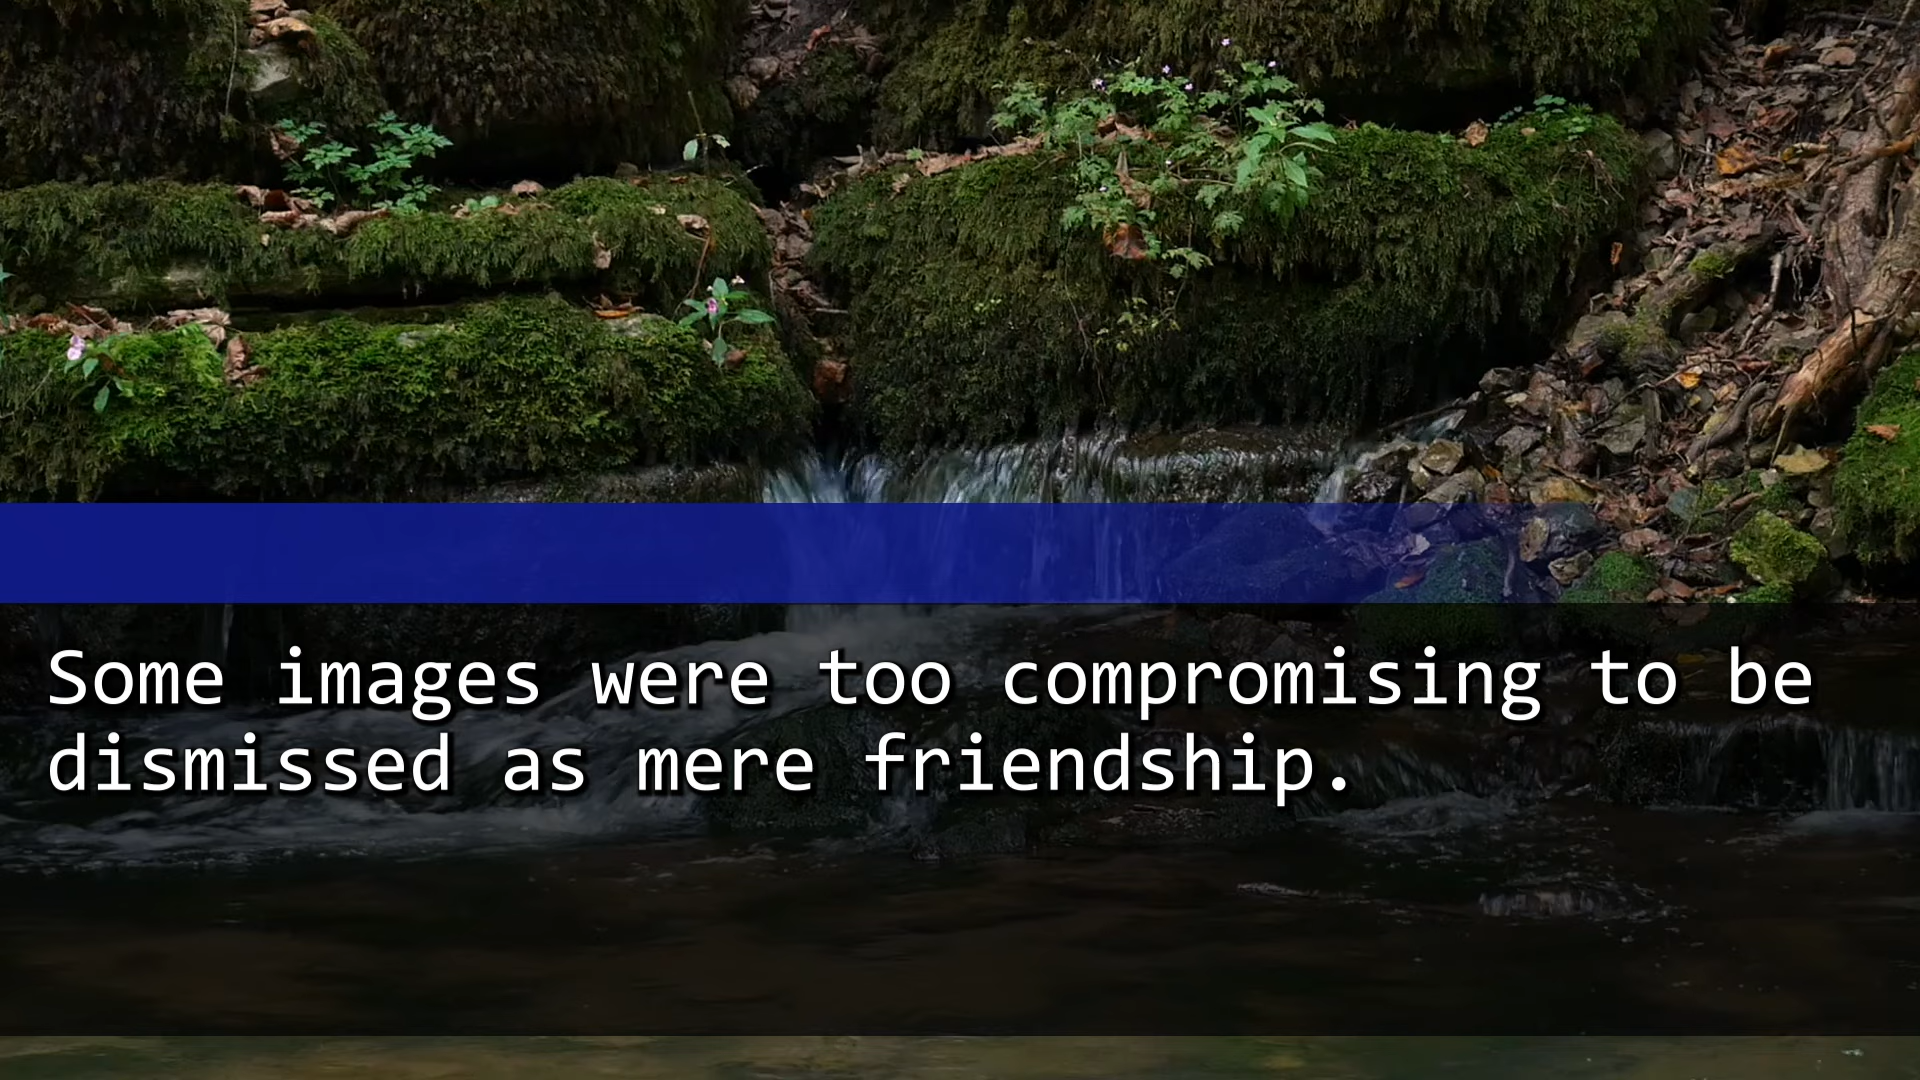 Some images were too compromising to be
dismissed as mere friendship.